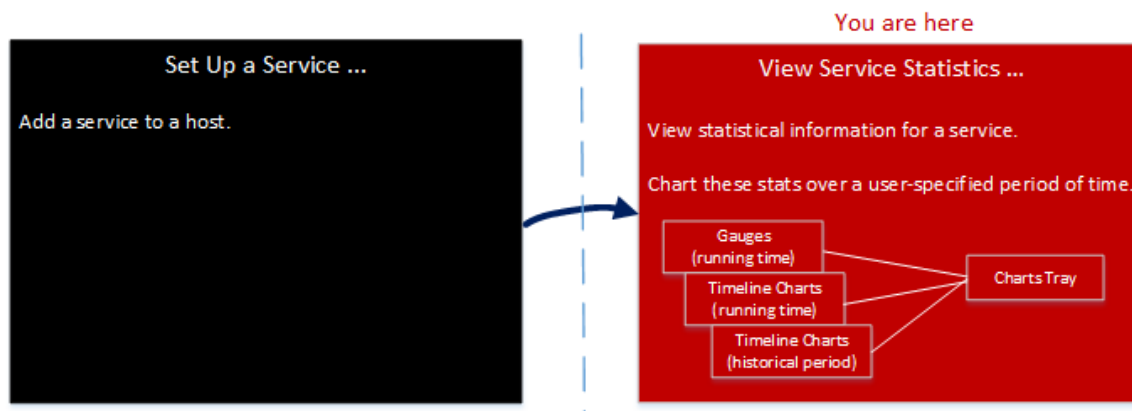 You are here
Set Up a Service ...
Add a service to a host.
View Service Statistics ...
View statistical information for a service.
Chart these stats over a user-specified period of time.
Gauges
(running time)
Timeline Charts
(running time)
Timeline Charts
(historical period)
Charts Tray